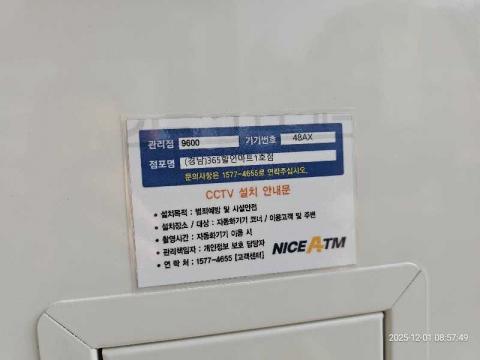 관리점 9600 기기번호 48AX
점포명 (경남)365할인마트1호점
문의사항은 1577-4655로 연락주십시오.
CCTV 설치 안내문
• 설치목적 : 범죄예방 및 시설안전
• 설치장소 / 대상 : 자동화기기 코너 / 이용고객 및 주변
• 촬영시간 : 자동화기기 이용 시
• 관리책임자 : 개인정보 보호 담당자
• 연 락 처 : 1577-4655 [고객센터]
NICE ATM
2025-12-01 08:57:49